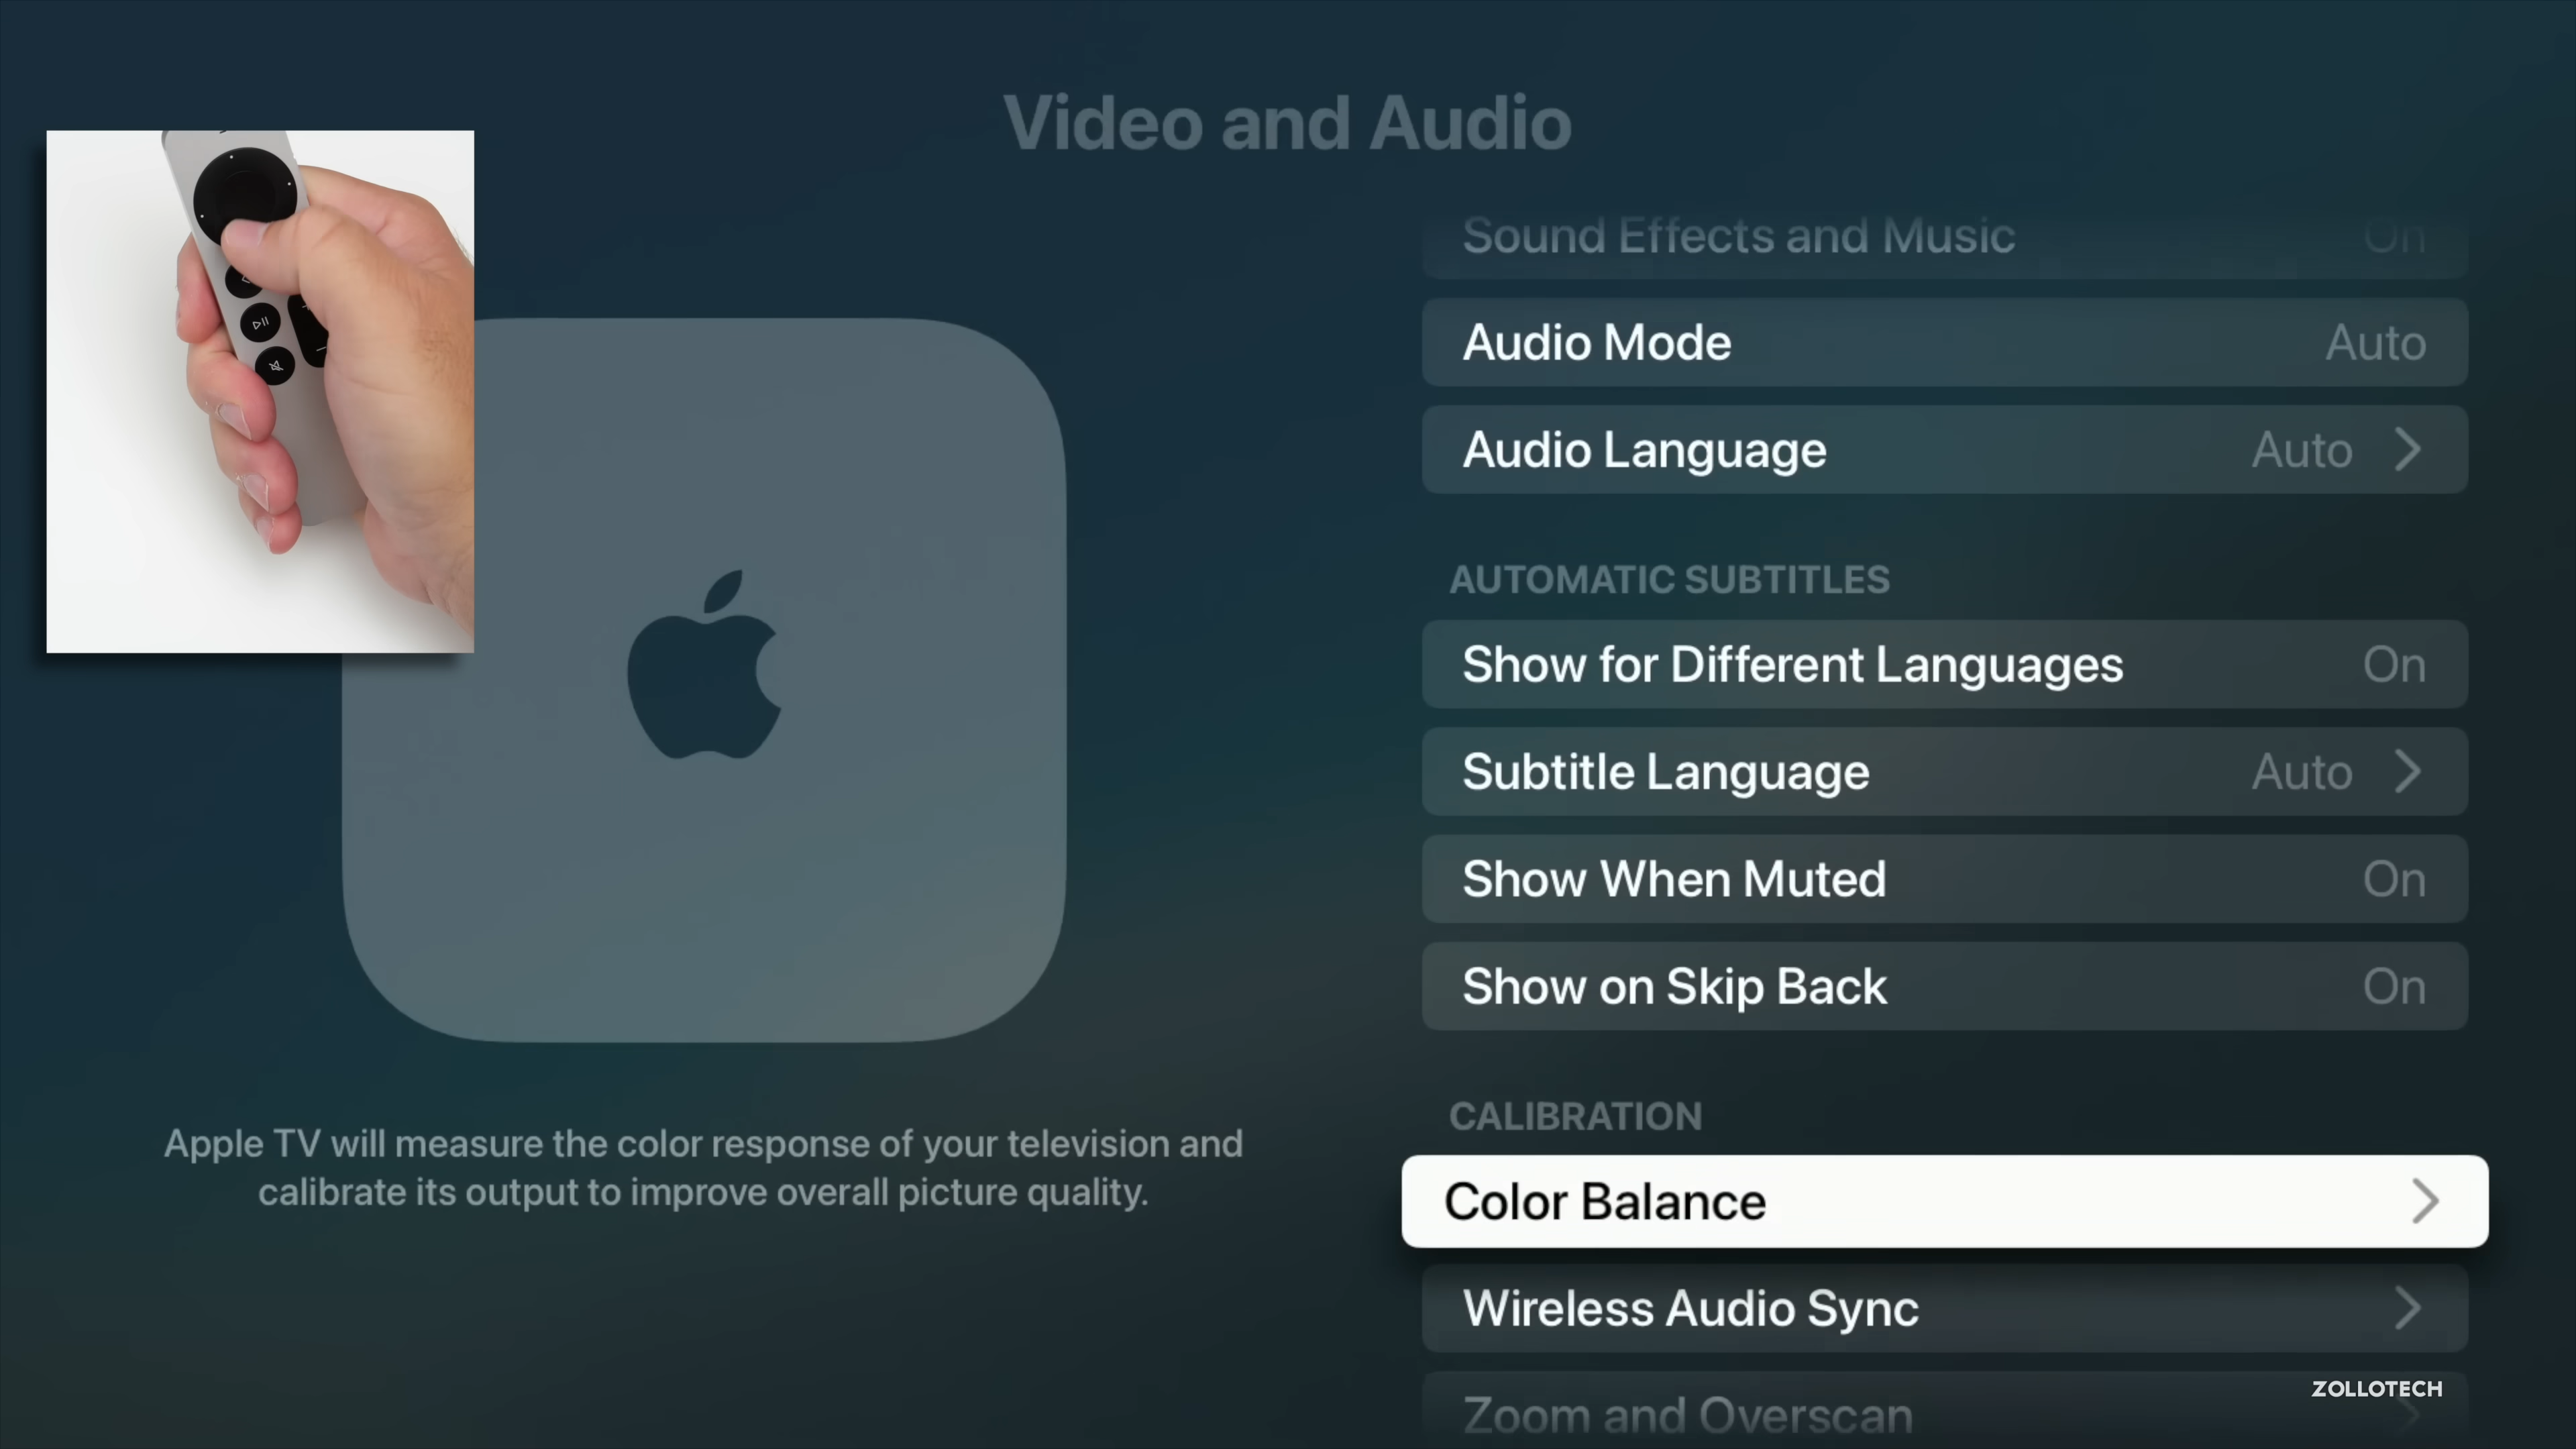 Video and Audio
Sound Effects and Music On
Audio Mode Auto
Audio Language Auto
AUTOMATIC SUBTITLES
Show for Different Languages On
Subtitle Language Auto
Show When Muted On
Show on Skip Back On
CALIBRATION
Color Balance
Wireless Audio Sync
Zoom and Overscan
Apple TV will measure the color response of your television and
calibrate its output to improve overall picture quality.
ZOLLOTECH